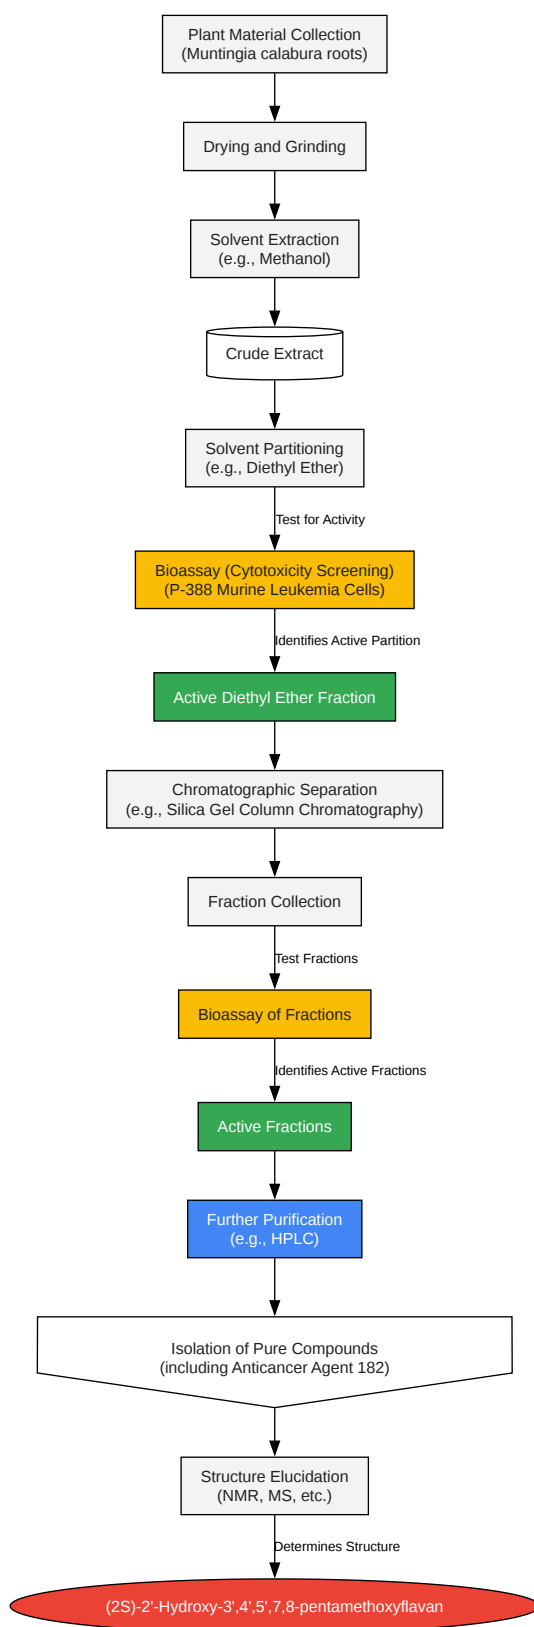 Plant Material Collection
(Muntingia calabura roots)
Drying and Grinding
Solvent Extraction
(e.g., Methanol)
Crude Extract
Solvent Partitioning
(e.g., Diethyl Ether)
Test for Activity
Bioassay (Cytotoxicity Screening)
(P-388 Murine Leukemia Cells)
Identifies Active Partition
Active Diethyl Ether Fraction
Chromatographic Separation
(e.g., Silica Gel Column Chromatography)
Fraction Collection
Test Fractions
Bioassay of Fractions
Identifies Active Fractions
Active Fractions
Further Purification
(e.g., HPLC)
Isolation of Pure Compounds
(including Anticancer Agent 182)
Structure Elucidation
(NMR, MS, etc.)
Determines Structure
(2S)-2'-Hydroxy-3',4',5',7,8-pentamethoxyflavan